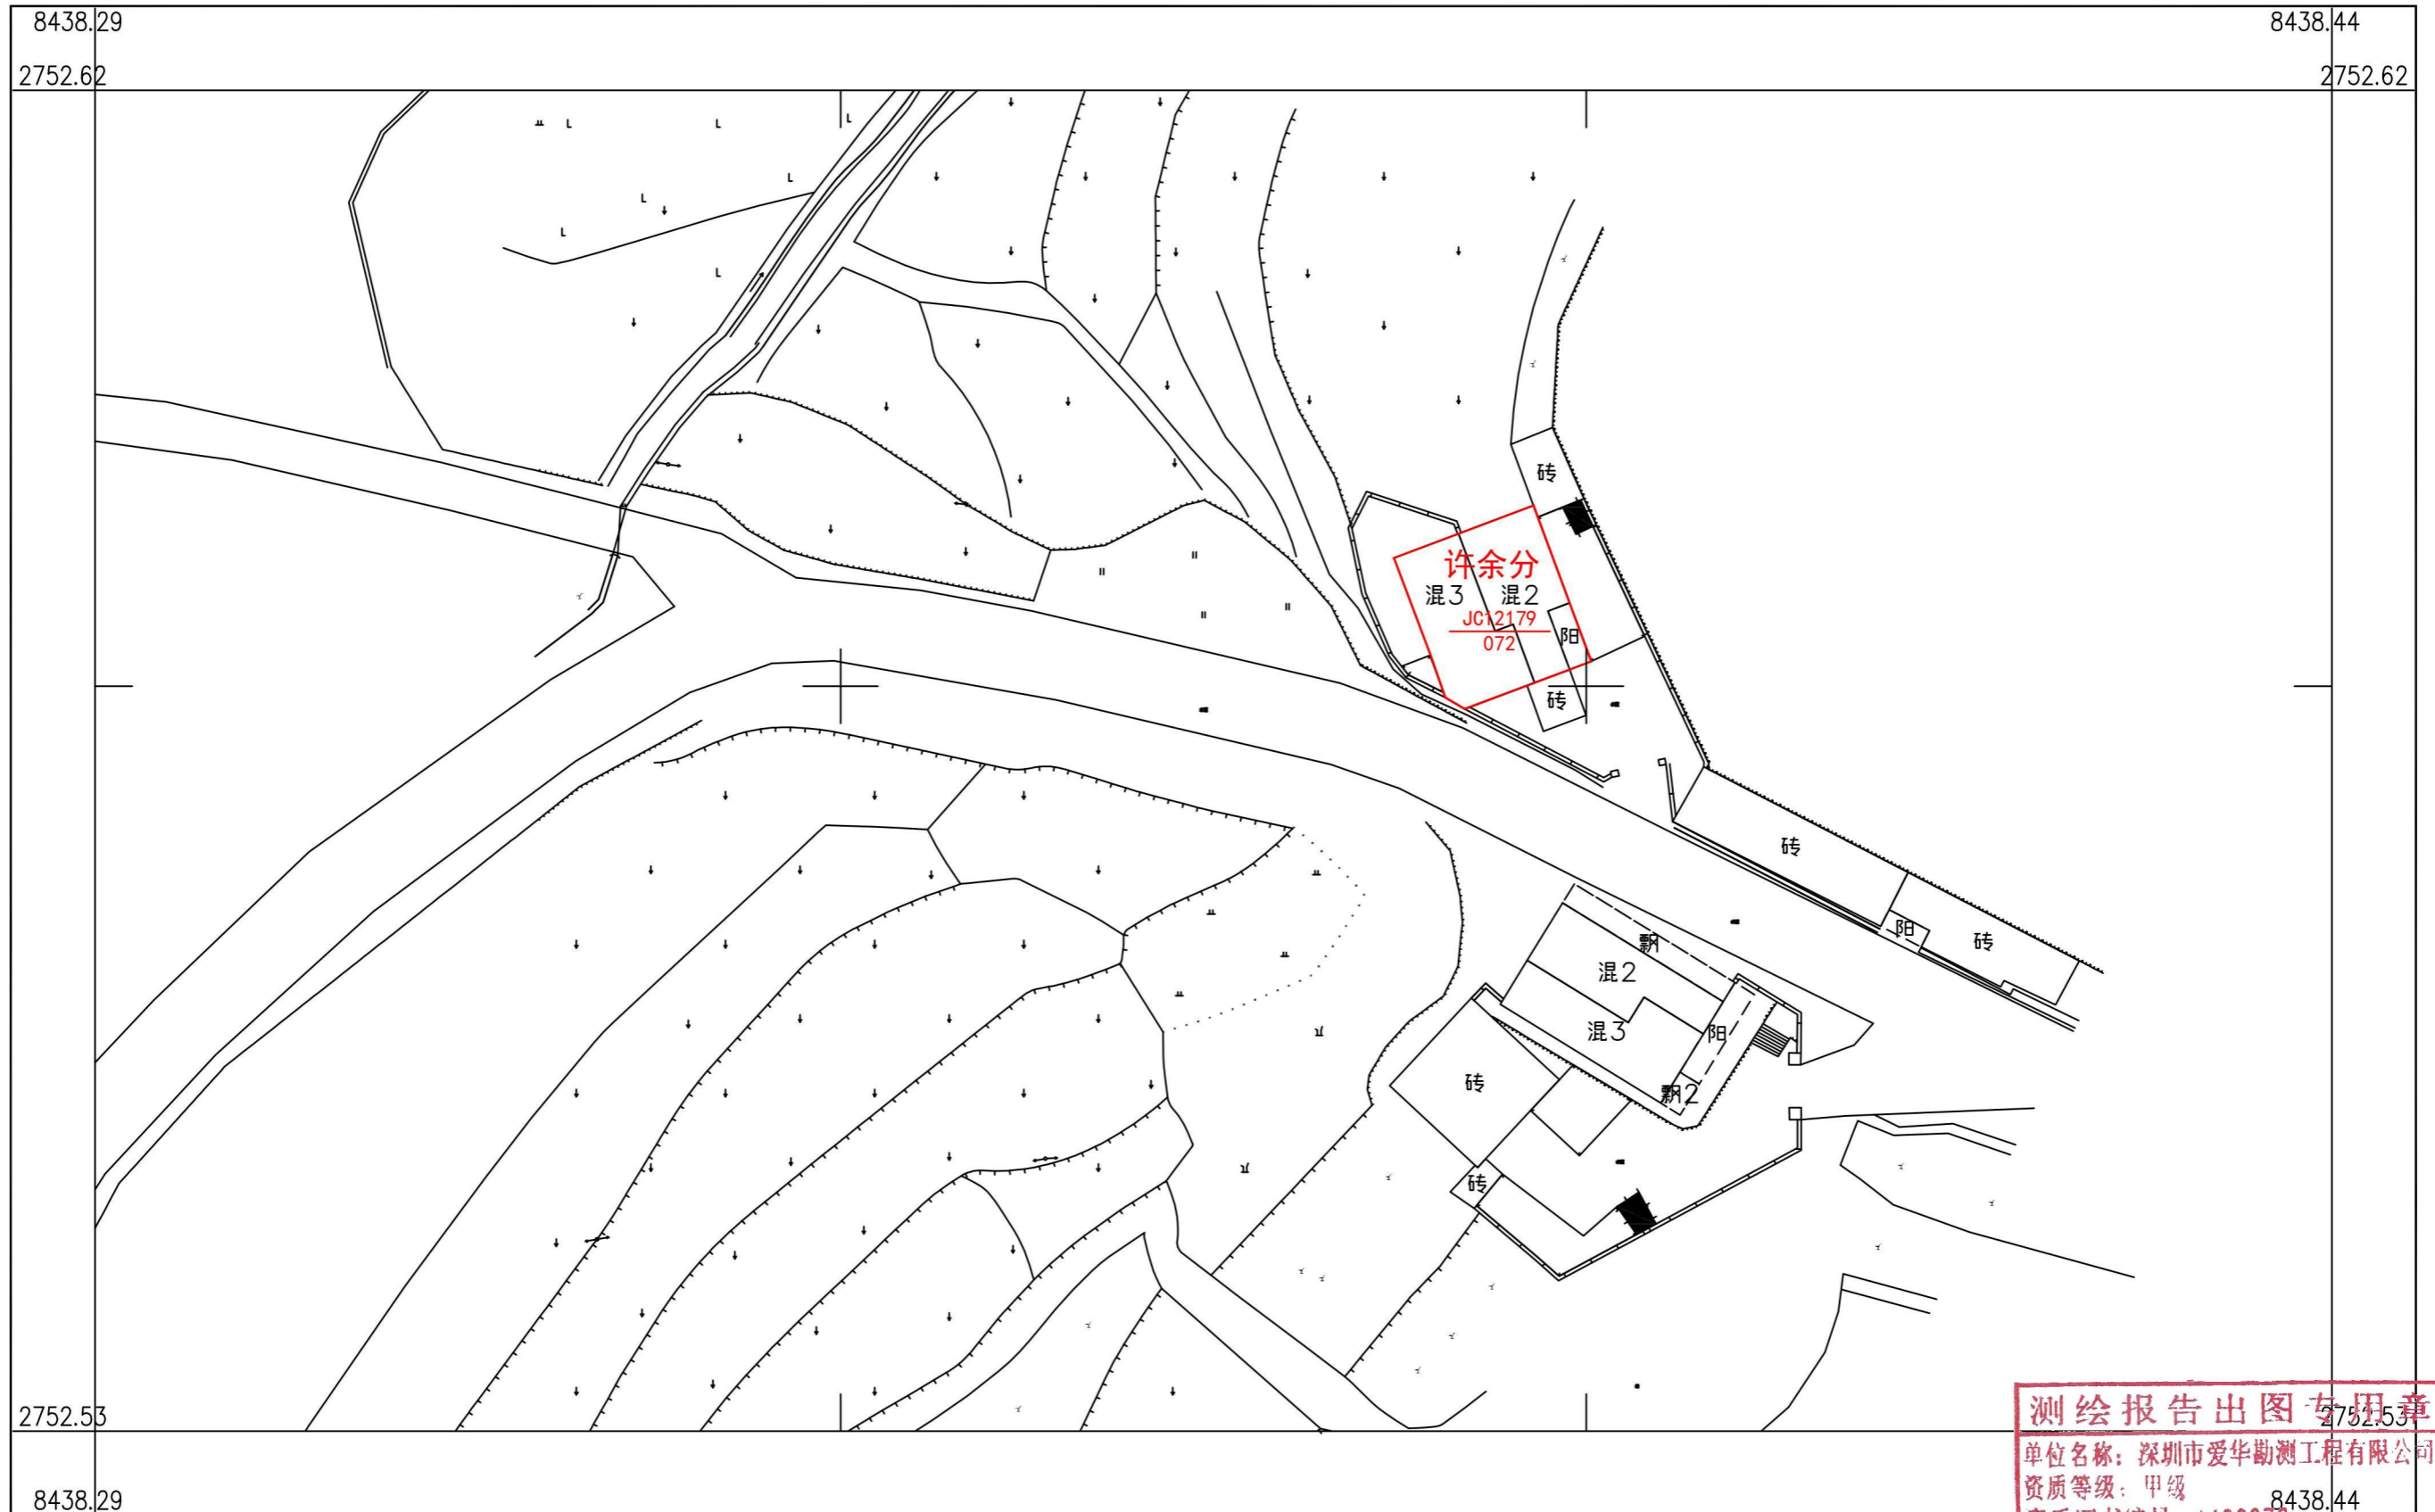 8438.29
8438.44
2752.62
2752.62
砖
许余分
混3
混2
JC12179
072
阳
砖
砖
阳
砖
飘
混2
混3
阳
飘2
砖
砖
2752.53
2752.53
测绘报告出图专用章
单位名称：深圳市爱华勘测工程有限公司
资质等级：甲级
8438.29
8438.44